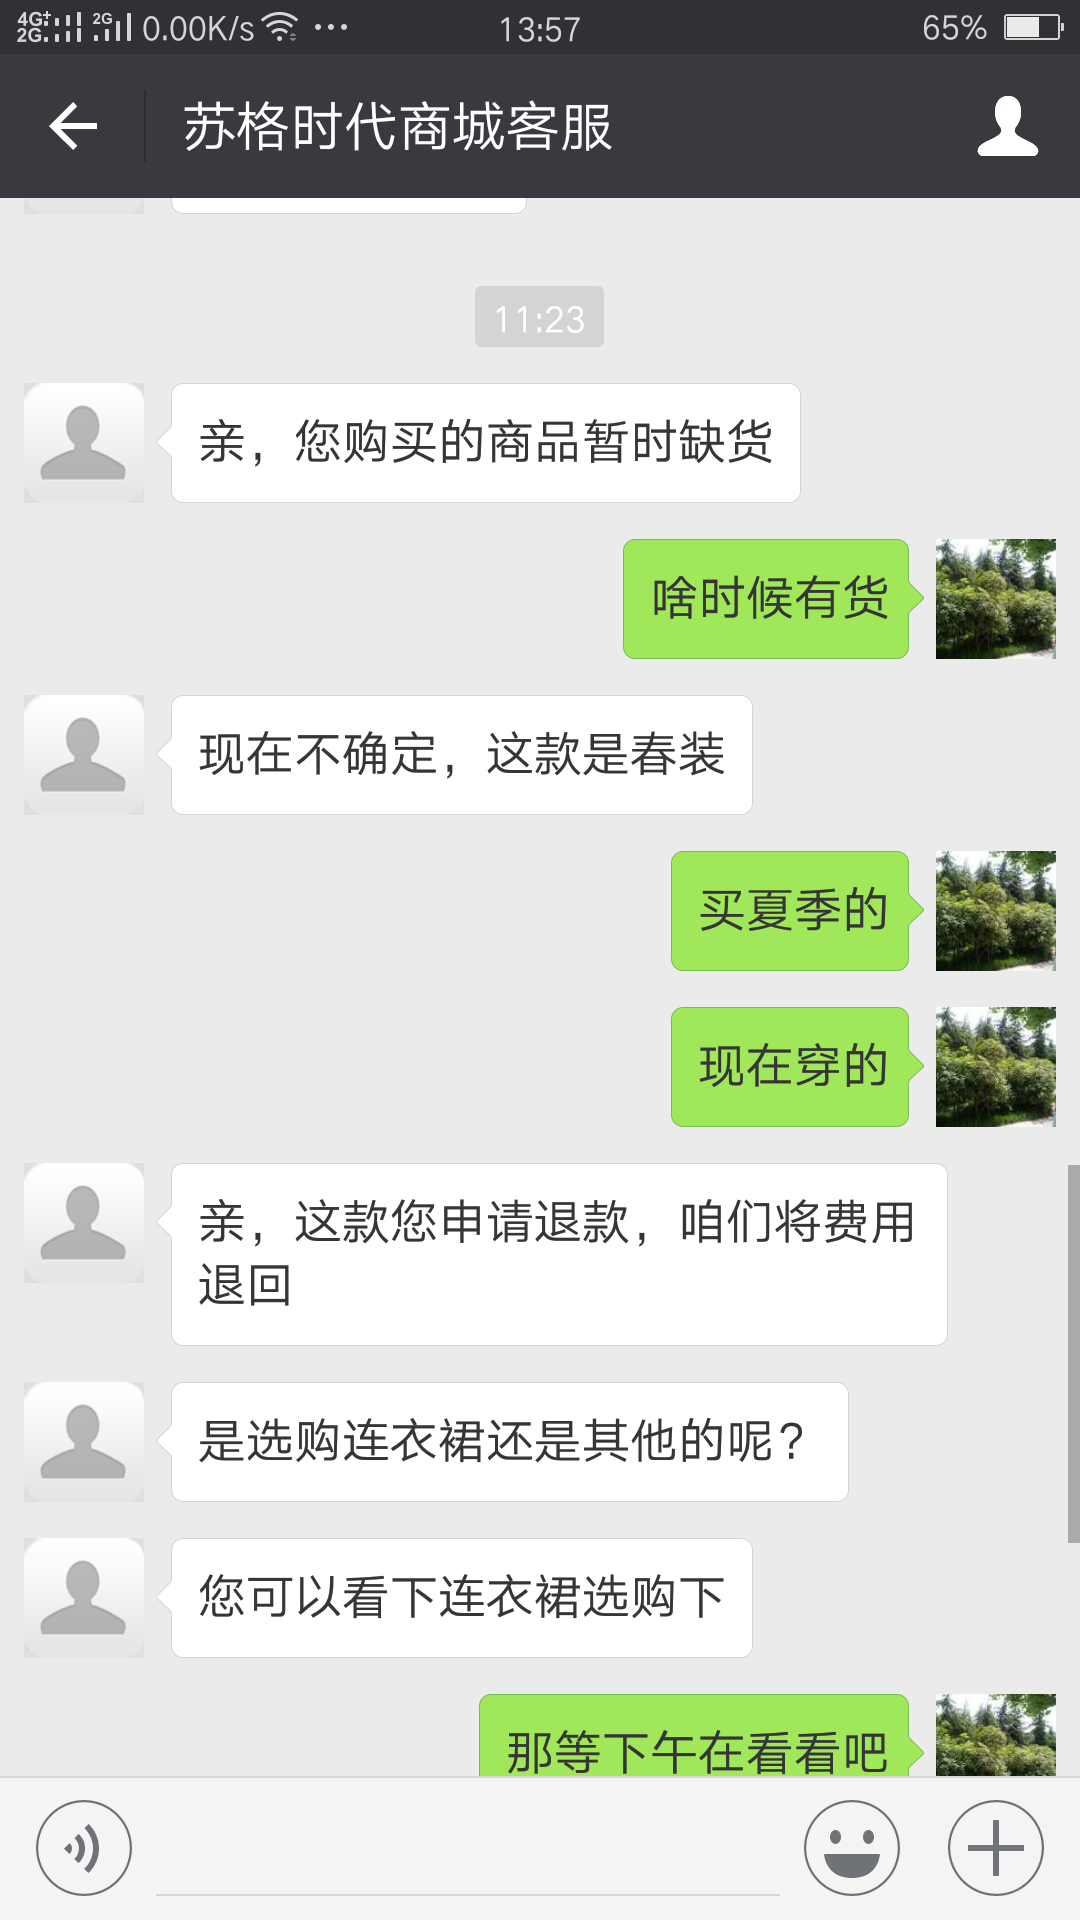 4G+ 2G 2G 0.00K/s 13:57 65%
苏格时代商城客服
11:23
亲，您购买的商品暂时缺货
啥时候有货
现在不确定，这款是春装
买夏季的
现在穿的
亲，这款您申请退款，咱们将费用
退回
是选购连衣裙还是其他的呢？
您可以看下连衣裙选购下
那等下午在看看吧